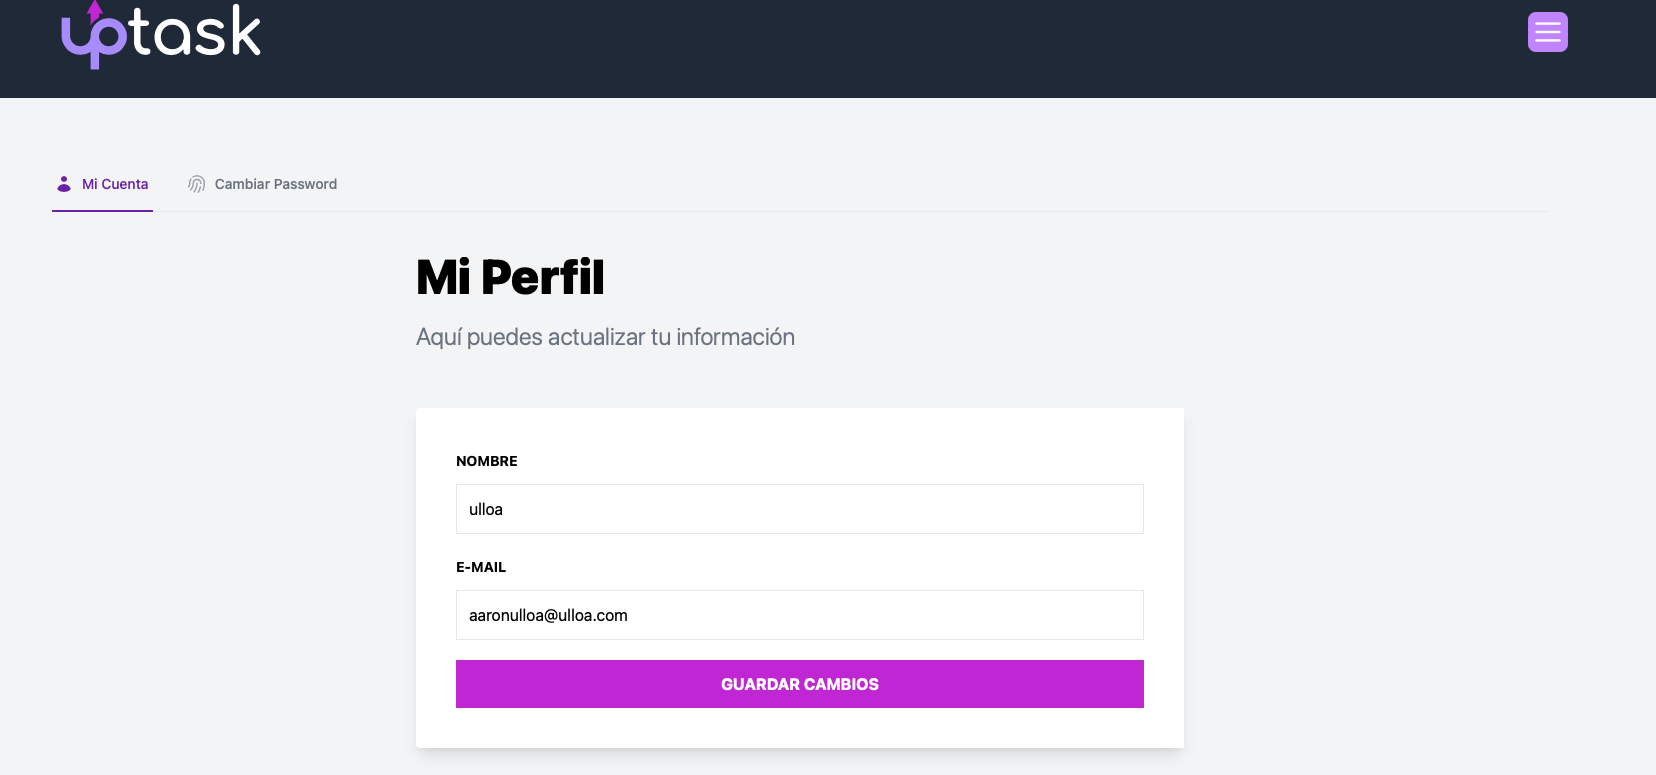 uptask
Mi Cuenta
Cambiar Password
Mi Perfil
Aquí puedes actualizar tu información
NOMBRE
ulloa
E-MAIL
aaronulloa@ulloa.com
GUARDAR CAMBIOS